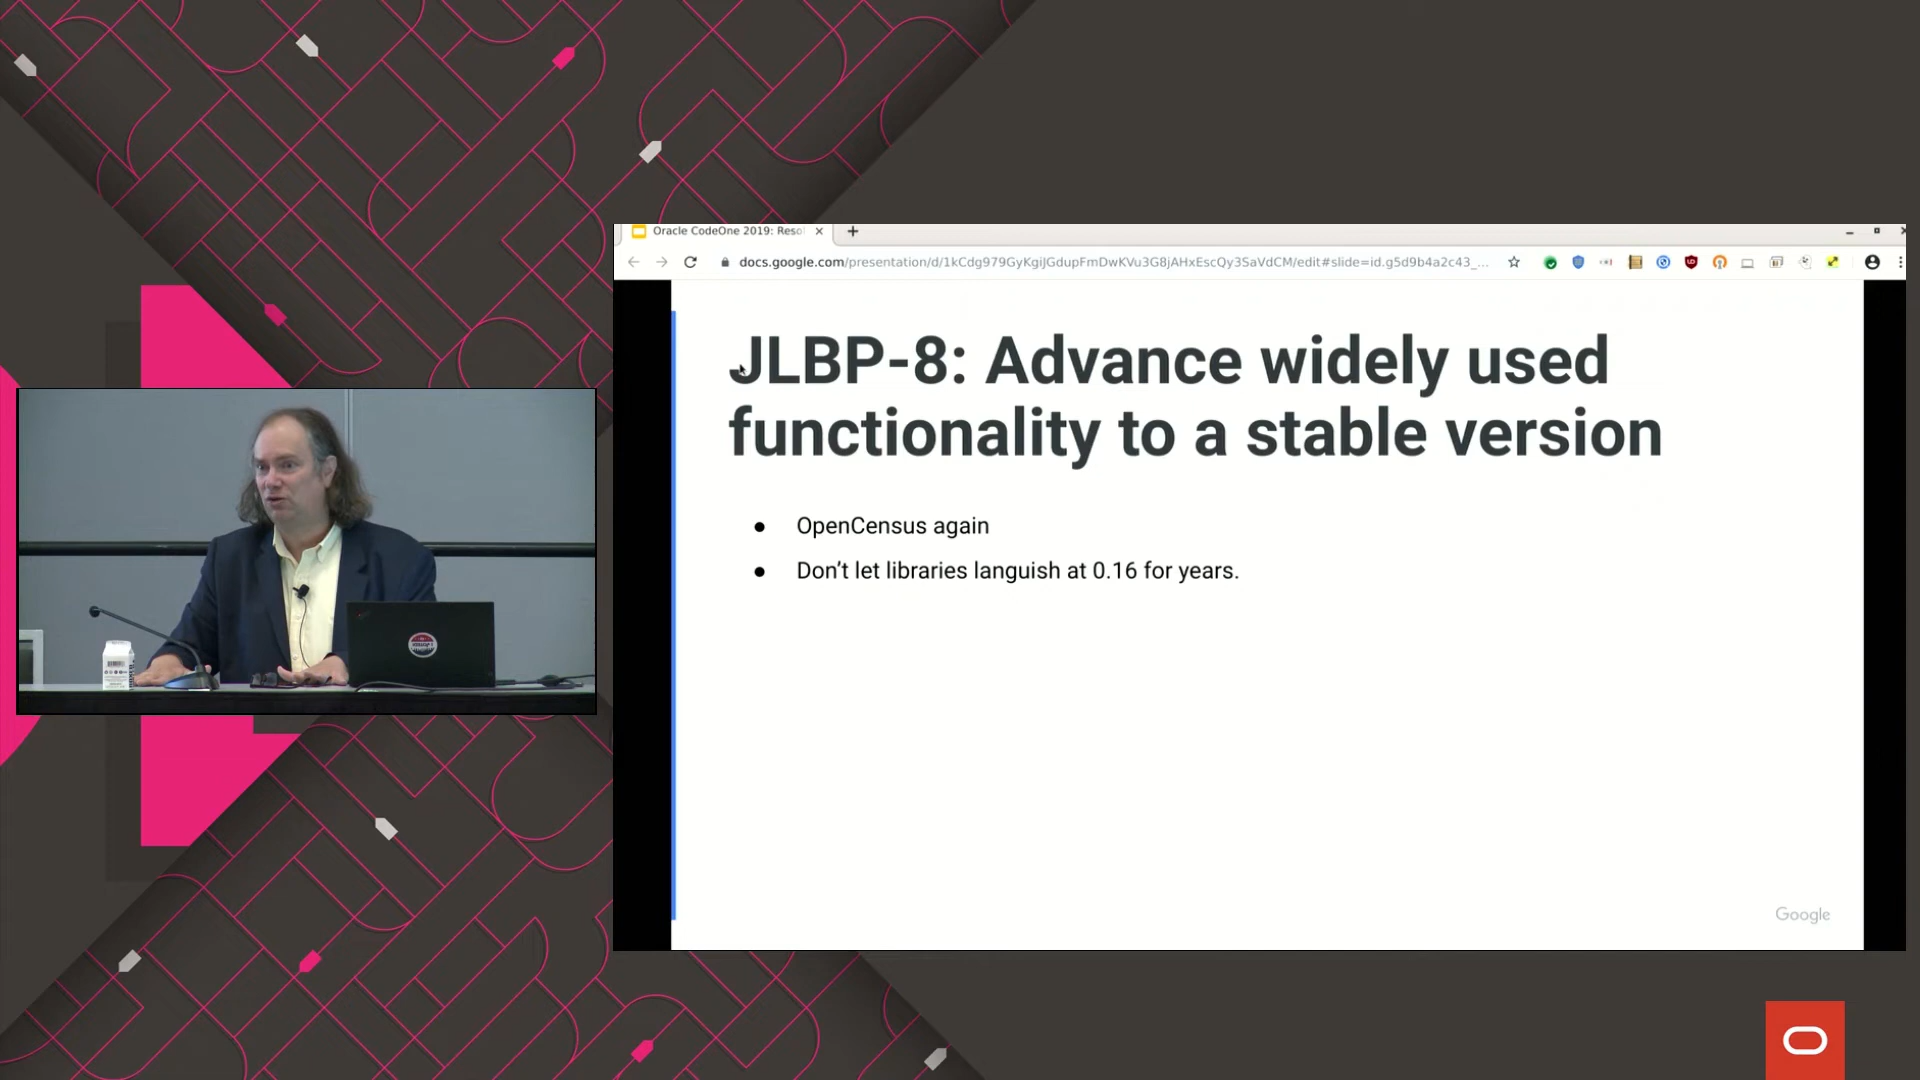 Oracle CodeOne 2019: Reso
docs.google.com/presentation/d/1kCdg979GyKgiJGdupFmDwKVu3G8jAHxEscQy3SaVdCM/edit#slide=id.g5d9b4a2c43_...
JLBP-8: Advance widely used
functionality to a stable version
● OpenCensus again
● Don’t let libraries languish at 0.16 for years.
Google